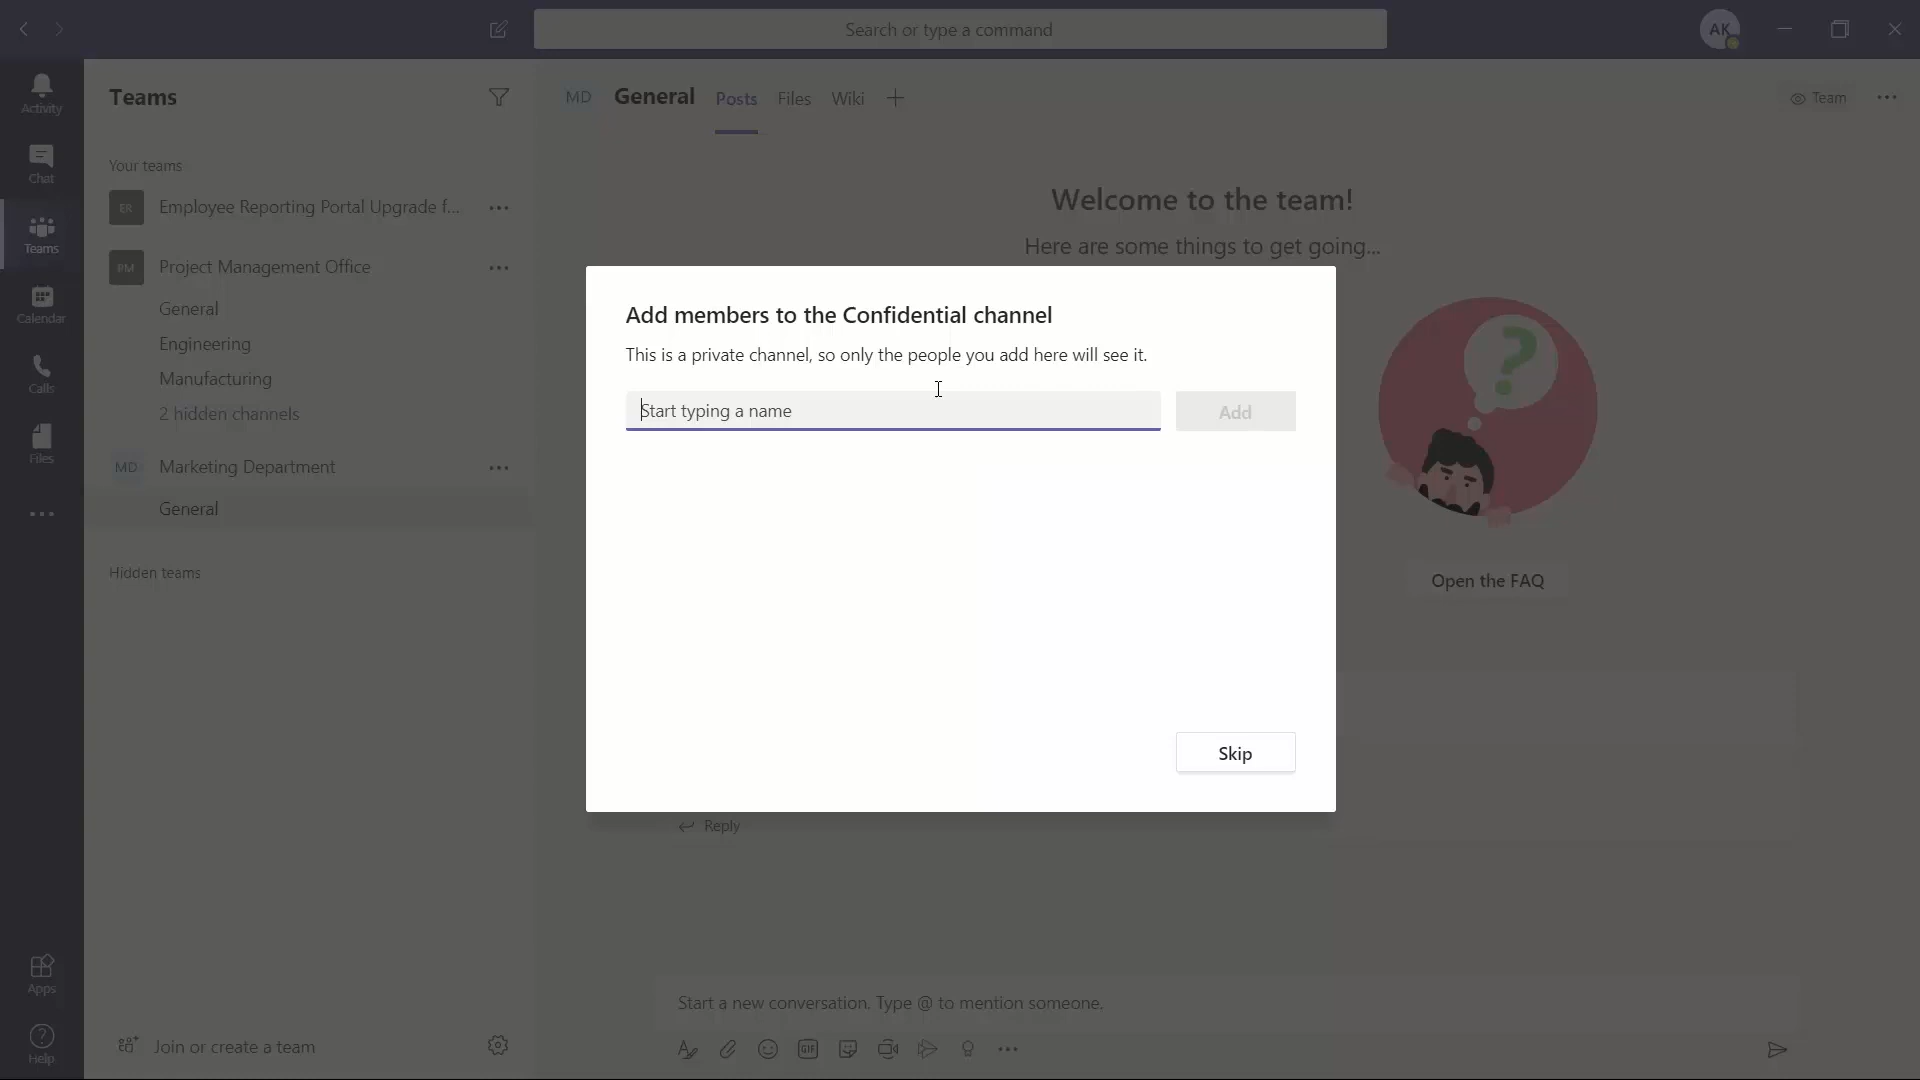 Search or type a command
AK
Activity
Chat
Teams
Calendar
Calls
Files
Apps
Help
Teams
Your teams
ER Employee Reporting Portal Upgrade f...
PM Project Management Office
General
Engineering
Manufacturing
2 hidden channels
MD Marketing Department
General
Hidden teams
Join or create a team
MD General Posts Files Wiki
Team
Welcome to the team!
Here are some things to get going...
Add members to the Confidential channel
This is a private channel, so only the people you add here will see it.
Start typing a name
Add
Skip
?
Open the FAQ
Reply
Start a new conversation. Type @ to mention someone.
GIF